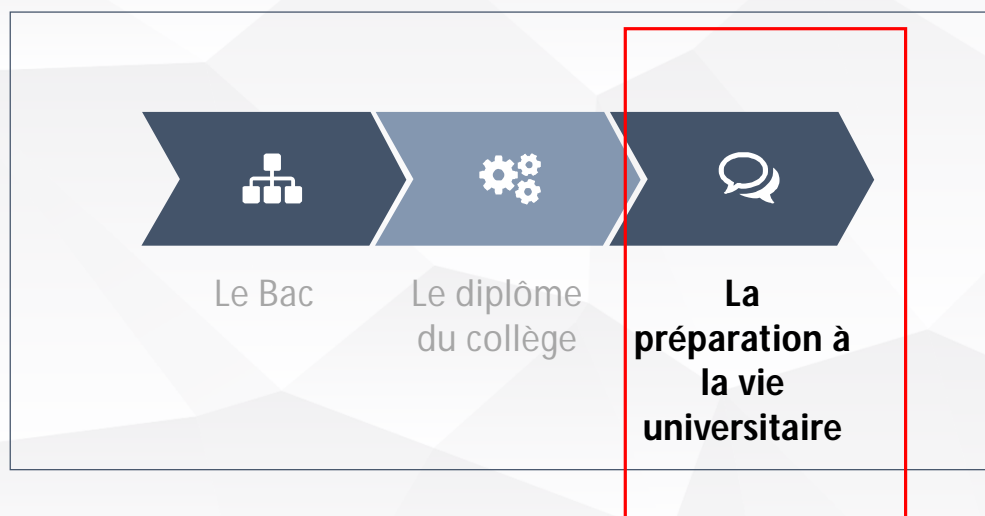 Le Bac
Le diplôme
du collège
La
préparation à
la vie
universitaire